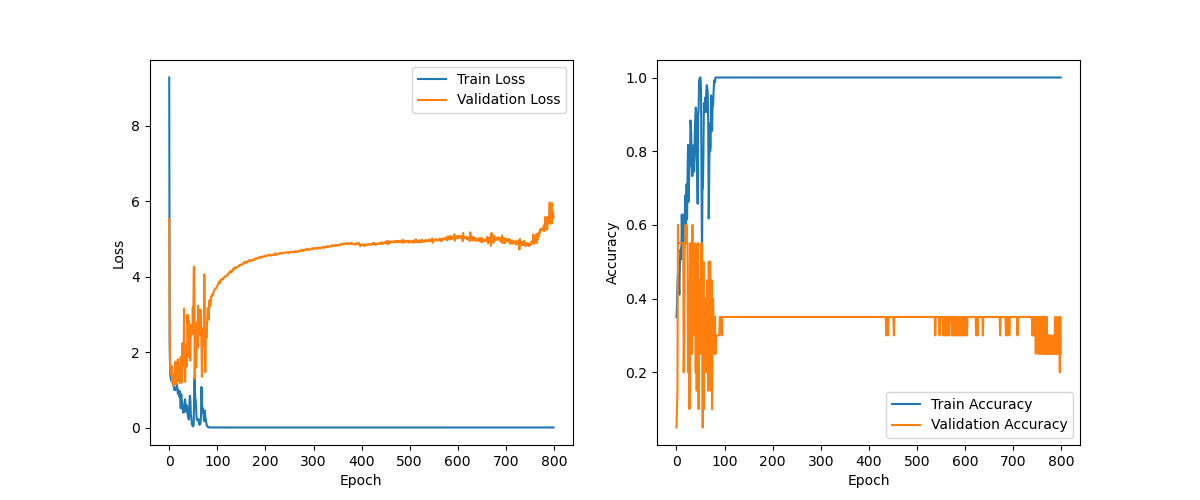 Train Loss
Validation Loss
8
6
4
2
0
Loss
0 100 200 300 400 500 600 700 800
Epoch
1.0
0.8
0.6
0.4
0.2
Accuracy
Train Accuracy
Validation Accuracy
0 100 200 300 400 500 600 700 800
Epoch